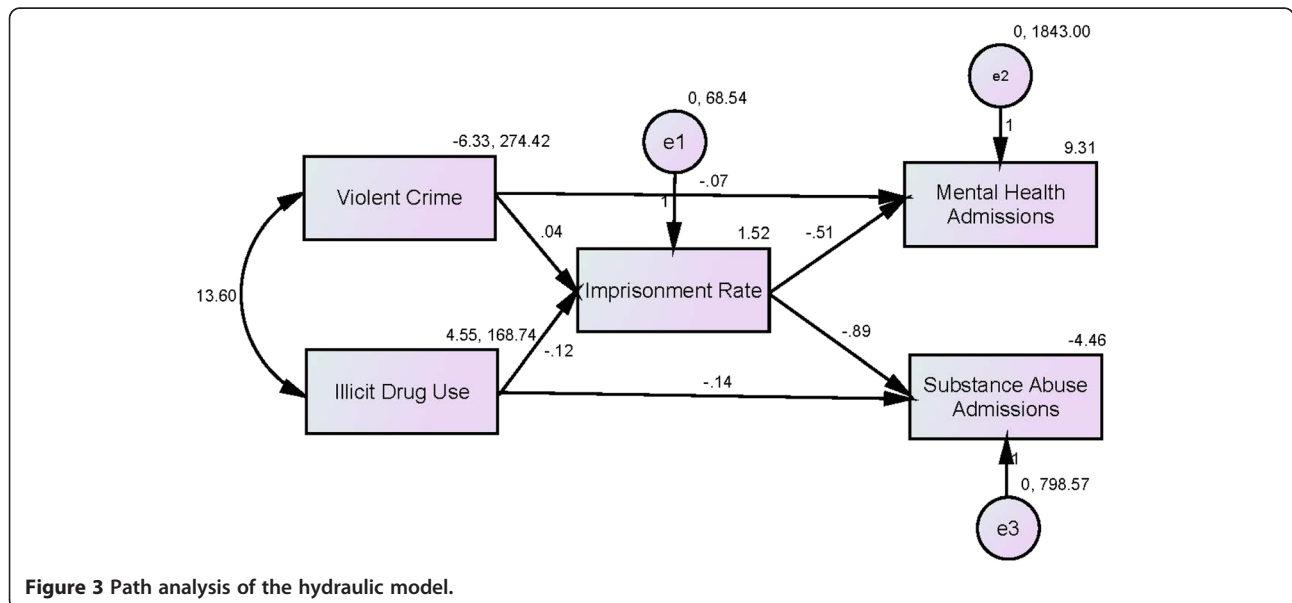 0, 1843.00
e2
1
0, 68.54
e1
1
-6.33, 274.42
Violent Crime
-.07
9.31
Mental Health
Admissions
.04
1.52
-.51
Imprisonment Rate
13.60
4.55, 168.74
-.12
-.89
Illicit Drug Use
-.14
-4.46
Substance Abuse
Admissions
1
0, 798.57
e3
Figure 3 Path analysis of the hydraulic model.